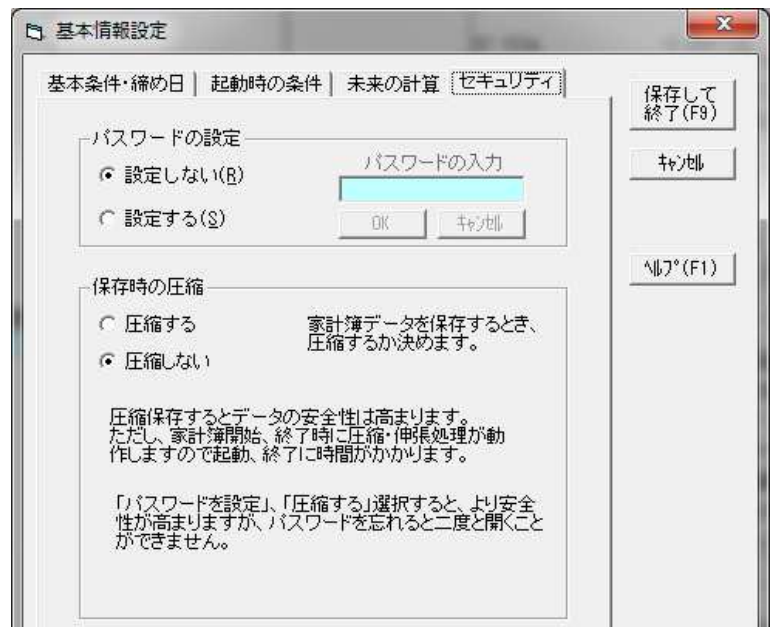 基本情報設定
基本条件・締め日 起動時の条件 未来の計算 セキュリティ
保存して
終了(F9)
キャンセル
ヘルプ(F1)
パスワードの設定
設定しない(R)
設定する(S)
パスワードの入力
OK キャンセル
保存時の圧縮
圧縮する
圧縮しない
家計簿データを保存するとき、
圧縮するか決めます。
圧縮保存するとデータの安全性は高まります。
ただし、家計簿開始、終了時に圧縮・伸張処理が動
作しますので起動、終了に時間がかかります。
「パスワードを設定」、「圧縮する」選択すると、より安全
性が高まりますが、パスワードを忘れると二度と開くこと
ができません。